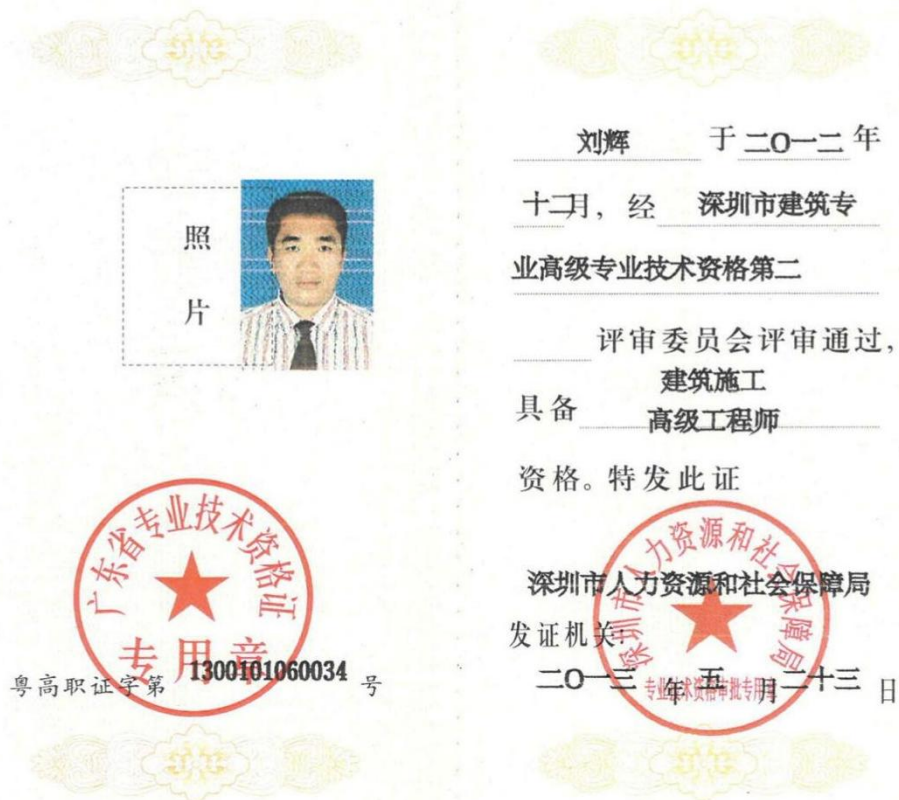 照
片
广东省专业技术资格证
专用章
粤高职证字第 1300101060034 号
刘辉 于 二〇一二 年
十二月，经 深圳市建筑专
业高级专业技术资格第二
评审委员会评审通过，
建筑施工
具备
高级工程师
资格。特发此证
深圳市人力资源和社会保障局
深圳市人力资源和社会保障局
发证机关：
二〇一三 年 五 月 二十三 日
专业技术资格审批专用章